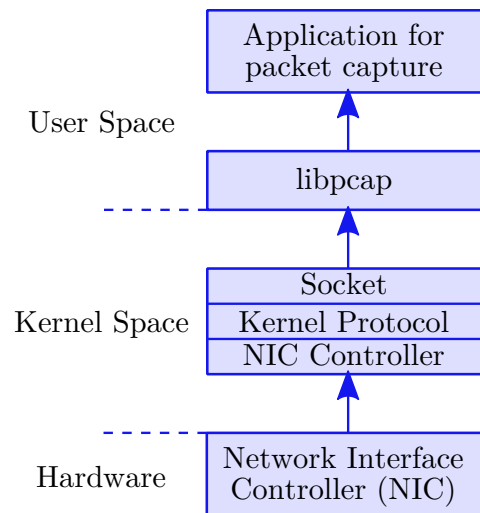 Application for
packet capture
User Space
libpcap
Socket
Kernel Space
Kernel Protocol
NIC Controller
Hardware
Network Interface
Controller (NIC)